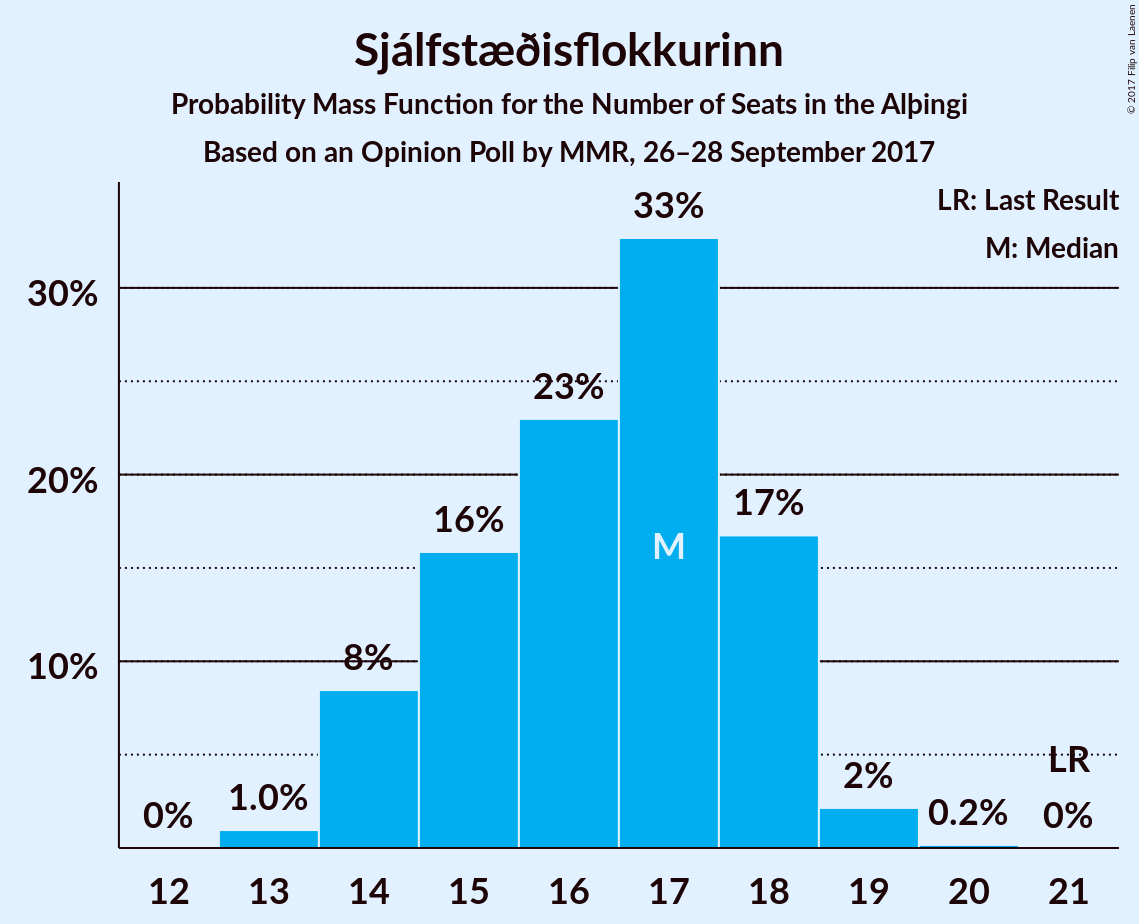 Sjálfstæðisflokkurinn
Probability Mass Function for the Number of Seats in the Alþingi
Based on an Opinion Poll by MMR, 26–28 September 2017
© 2017 Filip van Laenen
LR: Last Result
M: Median
33%
30%
23%
20%
17%
16%
M
10%
8%
LR
2%
1.0%
0.2%
0%
0%
12 13 14 15 16 17 18 19 20 21